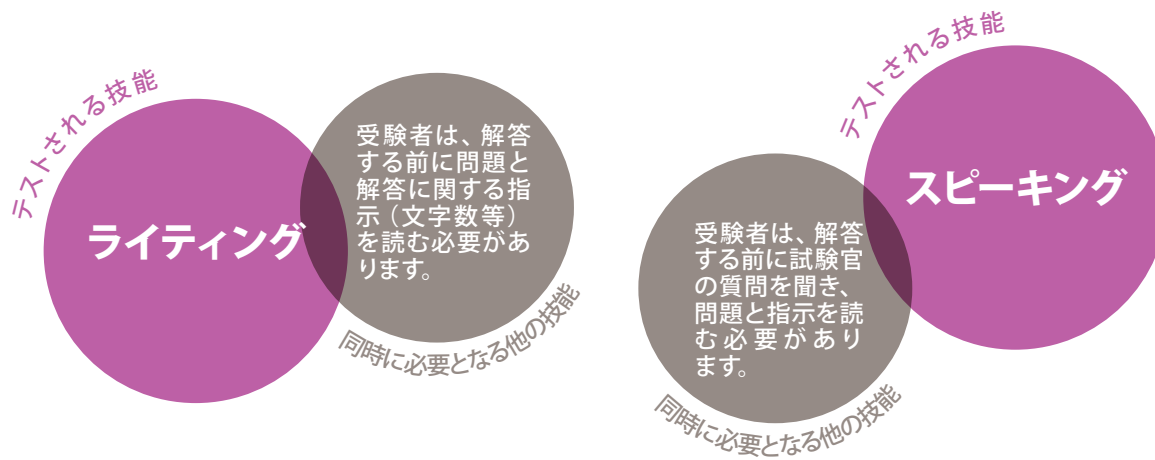 テストされる技能
ライティング
受験者は、解答
する前に問題と
解答に関する指
示（文字数等）
を読む必要があ
ります。
同時に必要となる他の技能
テストされる技能
スピーキング
受験者は、解答
する前に試験官
の質問を聞き、
問題と指示を読
む必要があり
ます。
同時に必要となる他の技能